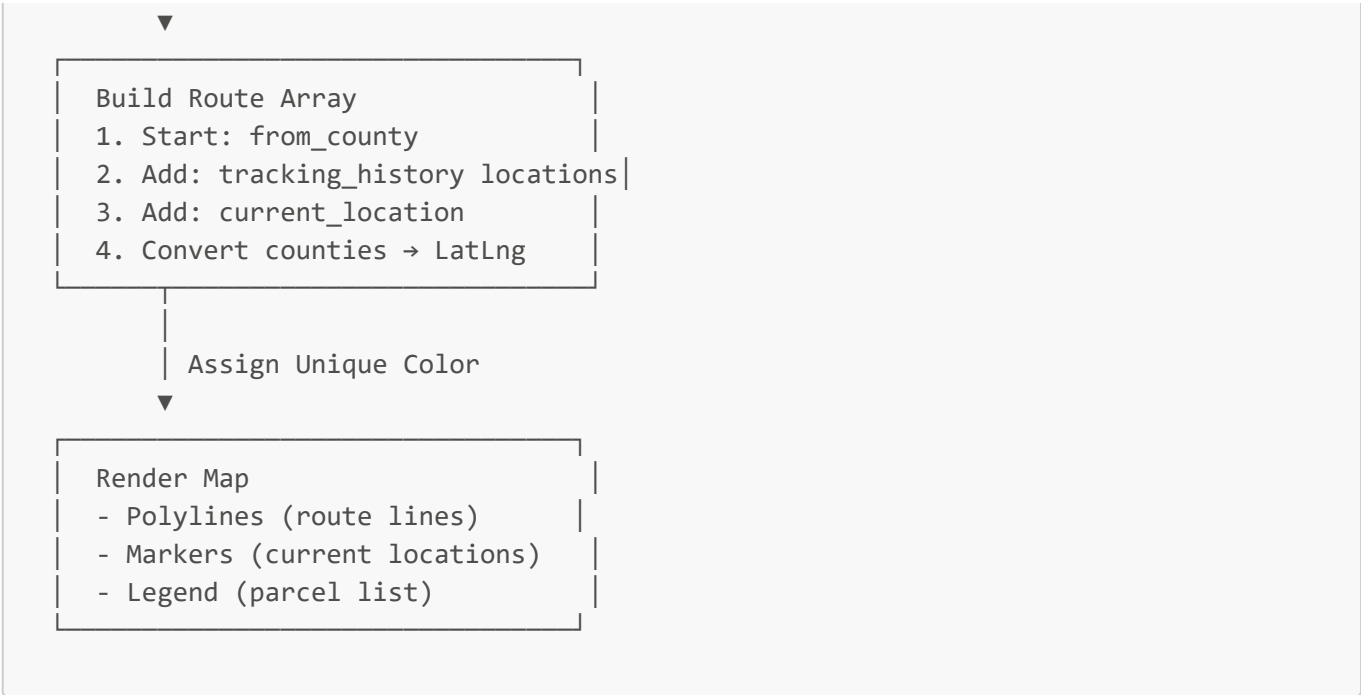 Build Route Array
1. Start: from_county
2. Add: tracking_history locations
3. Add: current_location
4. Convert counties → LatLng
Assign Unique Color
Render Map
- Polylines (route lines)
- Markers (current locations)
- Legend (parcel list)